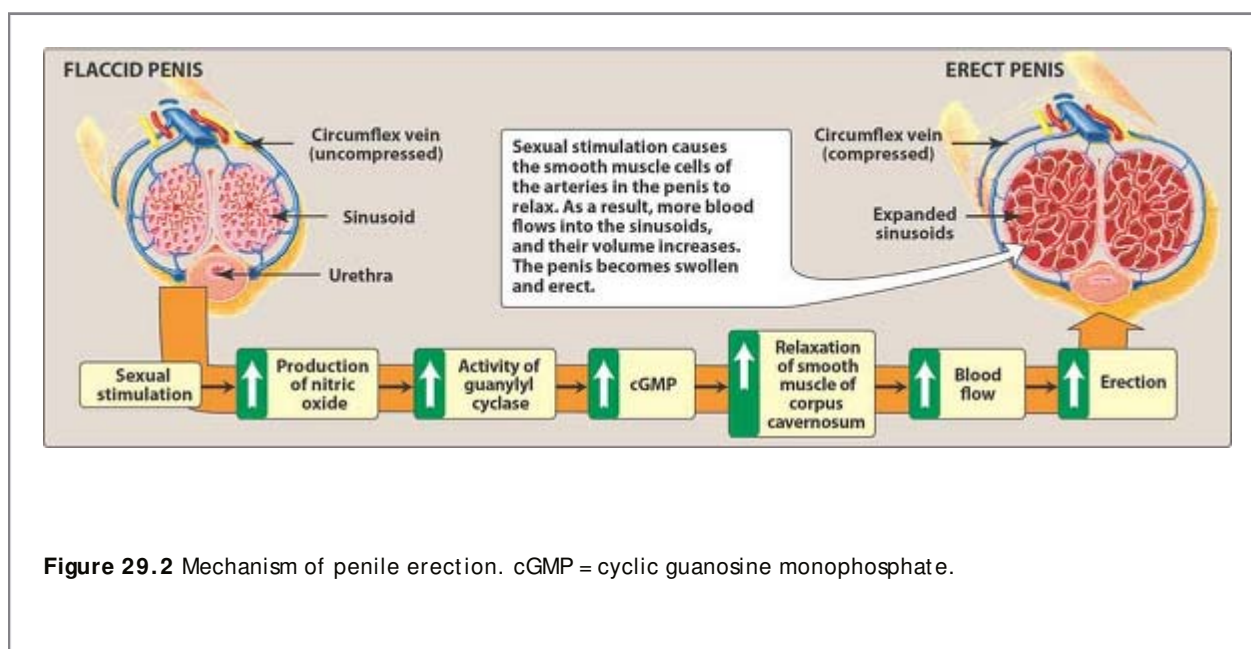 FLACCID PENIS
Circumflex vein
(uncompressed)
Sinusoid
Urethra
Sexual stimulation causes
the smooth muscle cells of
the arteries in the penis to
relax. As a result, more blood
flows into the sinusoids,
and their volume increases.
The penis becomes swollen
and erect.
ERECT PENIS
Circumflex vein
(compressed)
Expanded
sinusoids
Sexual
stimulation
Production
of nitric
oxide
Activity of
guanylyl
cyclase
cGMP
Relaxation
of smooth
muscle of
corpus
cavernosum
Blood
flow
Erection
Figure 29.2 Mechanism of penile erection. cGMP = cyclic guanosine monophosphate.